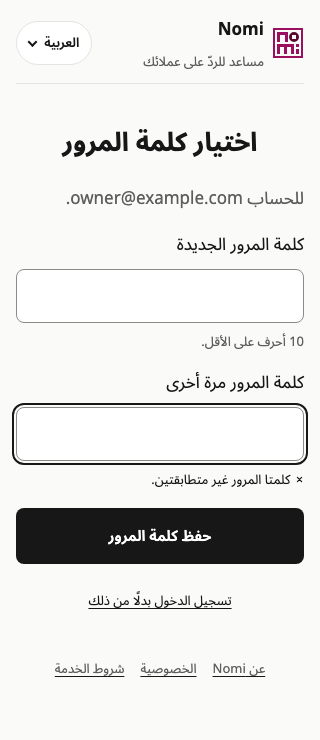 Nomi
مساعد للردّ على عملائك
العربية
اختيار كلمة المرور
للحساب owner@example.com.
كلمة المرور الجديدة
10 أحرف على الأقل.
كلمة المرور مرة أخرى
× كلمتا المرور غير متطابقتين.
حفظ كلمة المرور
تسجيل الدخول بدلًا من ذلك
عن Nomi الخصوصية شروط الخدمة